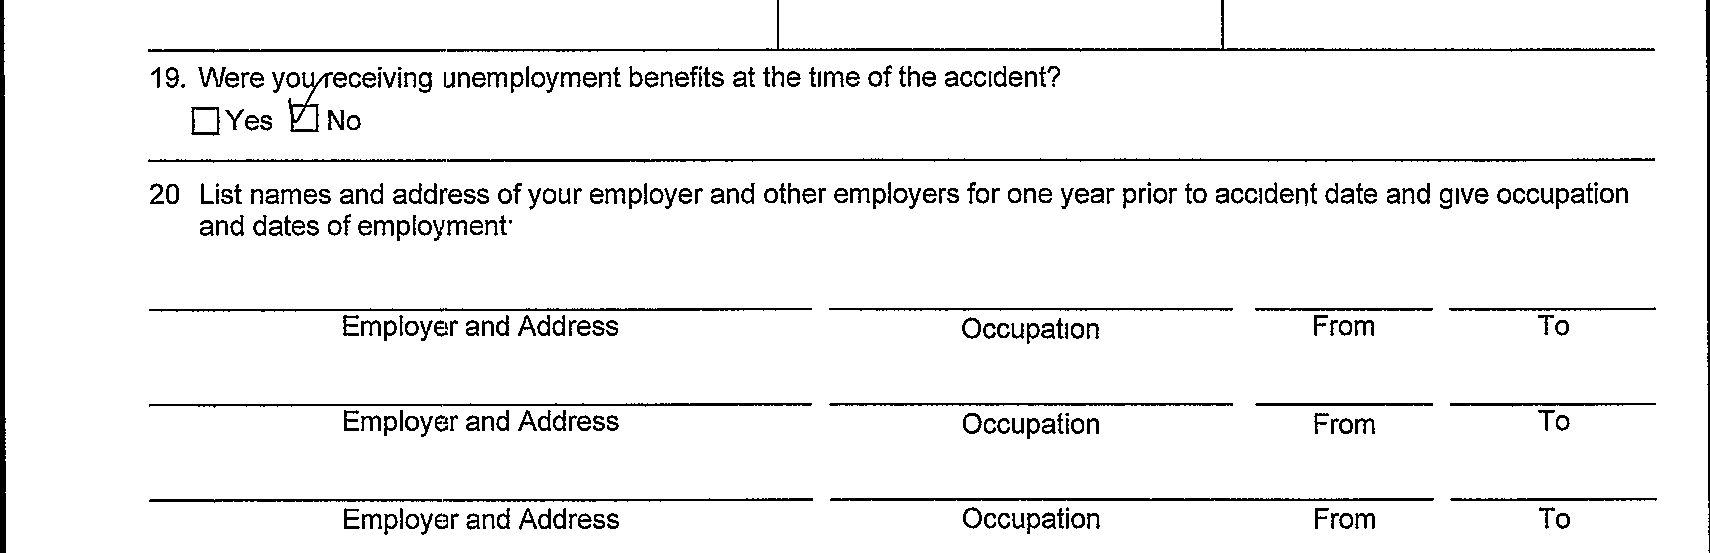 19. Were you receiving unemployment benefits at the time of the accident?
☐ Yes ☑ No
20 List names and address of your employer and other employers for one year prior to accident date and give occupation
and dates of employment:
Employer and Address Occupation From To
Employer and Address Occupation From To
Employer and Address Occupation From To